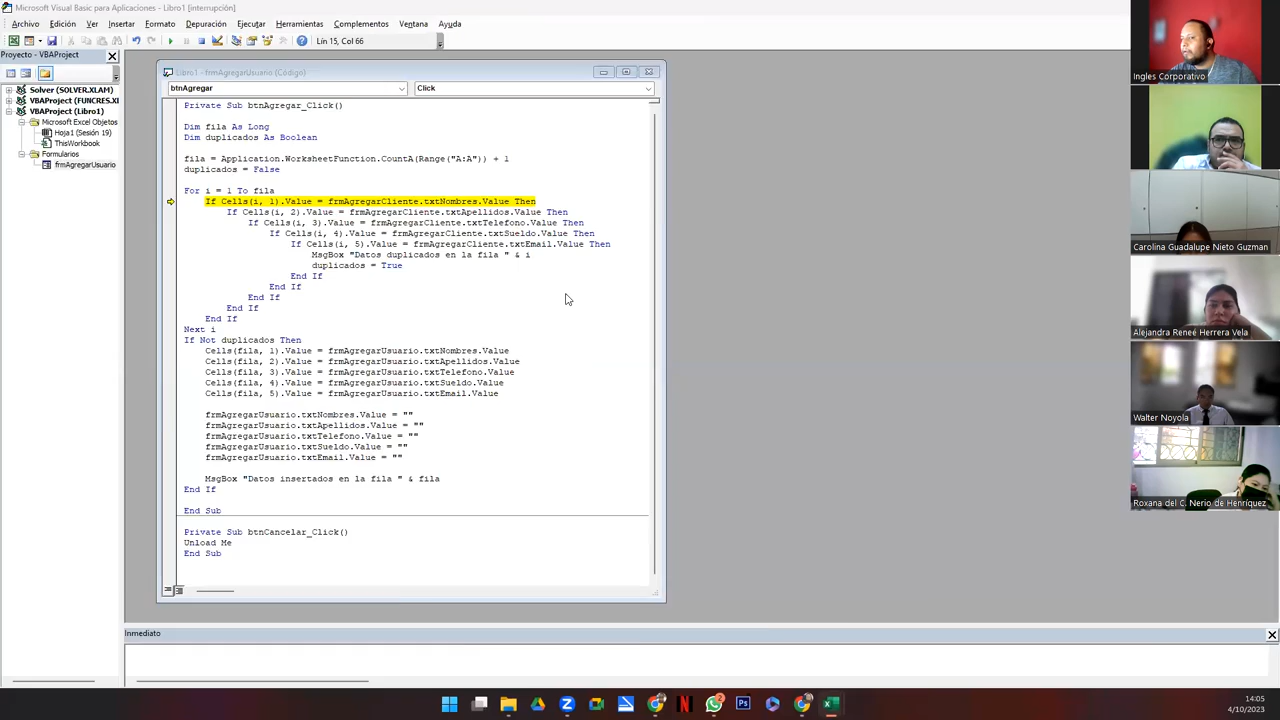 Microsoft Visual Basic para Aplicaciones - Libro1 [interrupción]
Archivo Edición Ver Insertar Formato Depuración Ejecutar Herramientas Complementos Ventana Ayuda
Lín 15, Col 66
Proyecto - VBAProject
Solver (SOLVER.XLAM)
VBAProject (FUNCRES.XL
VBAProject (Libro1)
Microsoft Excel Objetos
Hoja1 (Sesión 19)
ThisWorkbook
Formularios
frmAgregarUsuario
Libro1 - frmAgregarUsuario (Código)
btnAgregar
Click
Private Sub btnAgregar_Click()
Dim fila As Long
Dim duplicados As Boolean
fila = Application.WorksheetFunction.CountA(Range("A:A")) + 1
duplicados = False
For i = 1 To fila
If Cells(i, 1).Value = frmAgregarCliente.txtNombres.Value Then
If Cells(i, 2).Value = frmAgregarCliente.txtApellidos.Value Then
If Cells(i, 3).Value = frmAgregarCliente.txtTelefono.Value Then
If Cells(i, 4).Value = frmAgregarCliente.txtSueldo.Value Then
If Cells(i, 5).Value = frmAgregarCliente.txtEmail.Value Then
MsgBox "Datos duplicados en la fila " & i
duplicados = True
End If
End If
End If
End If
End If
Next i
If Not duplicados Then
Cells(fila, 1).Value = frmAgregarUsuario.txtNombres.Value
Cells(fila, 2).Value = frmAgregarUsuario.txtApellidos.Value
Cells(fila, 3).Value = frmAgregarUsuario.txtTelefono.Value
Cells(fila, 4).Value = frmAgregarUsuario.txtSueldo.Value
Cells(fila, 5).Value = frmAgregarUsuario.txtEmail.Value
frmAgregarUsuario.txtNombres.Value = ""
frmAgregarUsuario.txtApellidos.Value = ""
frmAgregarUsuario.txtTelefono.Value = ""
frmAgregarUsuario.txtSueldo.Value = ""
frmAgregarUsuario.txtEmail.Value = ""
MsgBox "Datos insertados en la fila " & fila
End If
End Sub
Private Sub btnCancelar_Click()
Unload Me
End Sub
Inmediato
Ingles Corporativo
Carolina Guadalupe Nieto Guzman
Alejandra Reneé Herrera Vela
Walter Noyola
Roxana del C. Nerio de Henríquez
14:05
4/10/2023